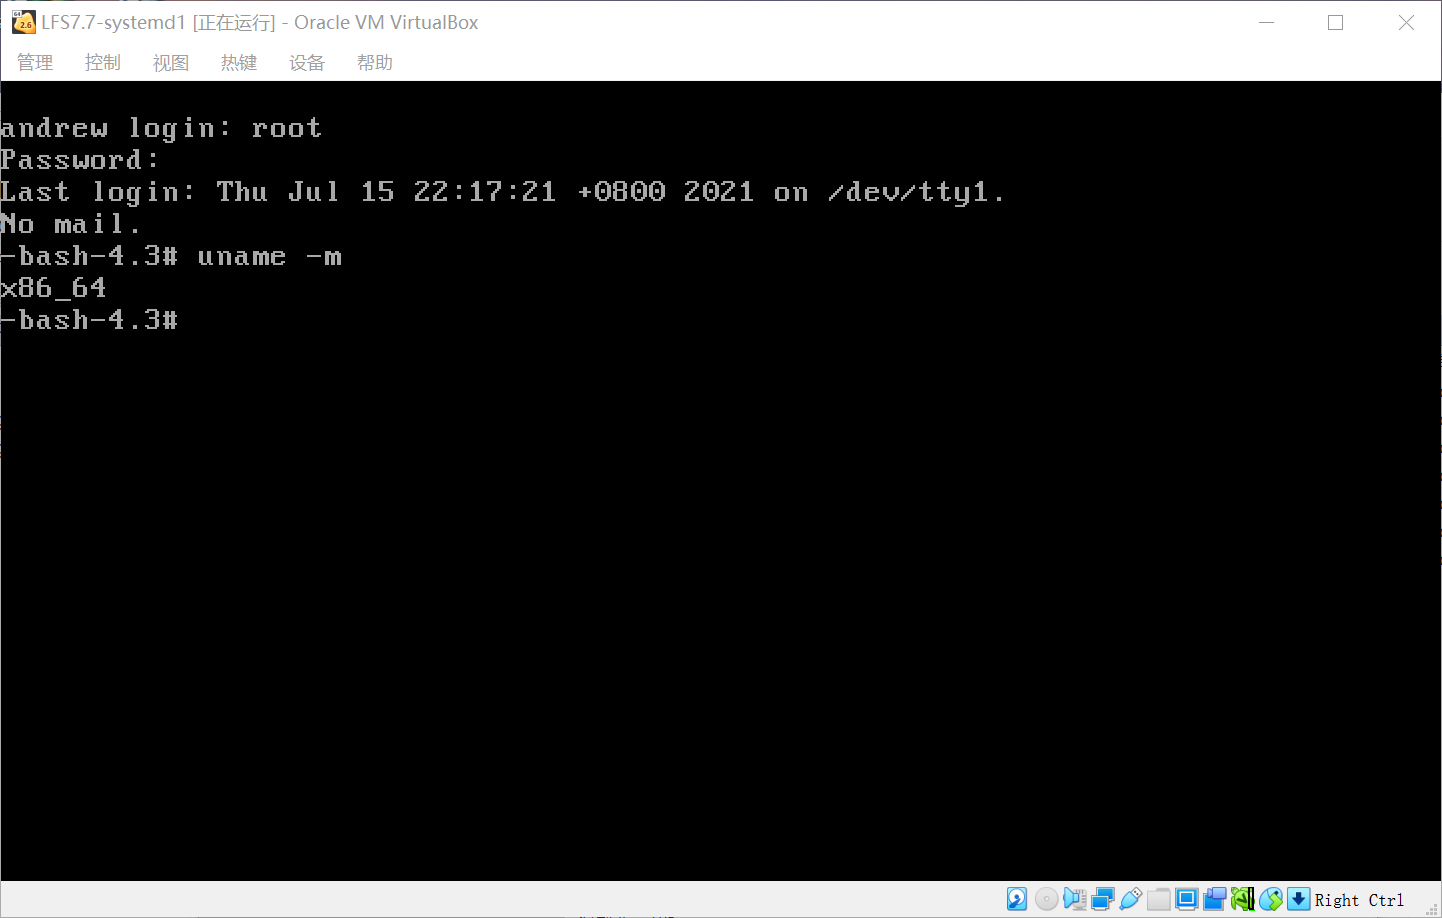 LFS7.7-systemd1 [正在运行] - Oracle VM VirtualBox
管理 控制 视图 热键 设备 帮助
andrew login: root
Password:
Last login: Thu Jul 15 22:17:21 +0800 2021 on /dev/tty1.
No mail.
-bash-4.3# uname -m
x86_64
-bash-4.3#
Right Ctrl